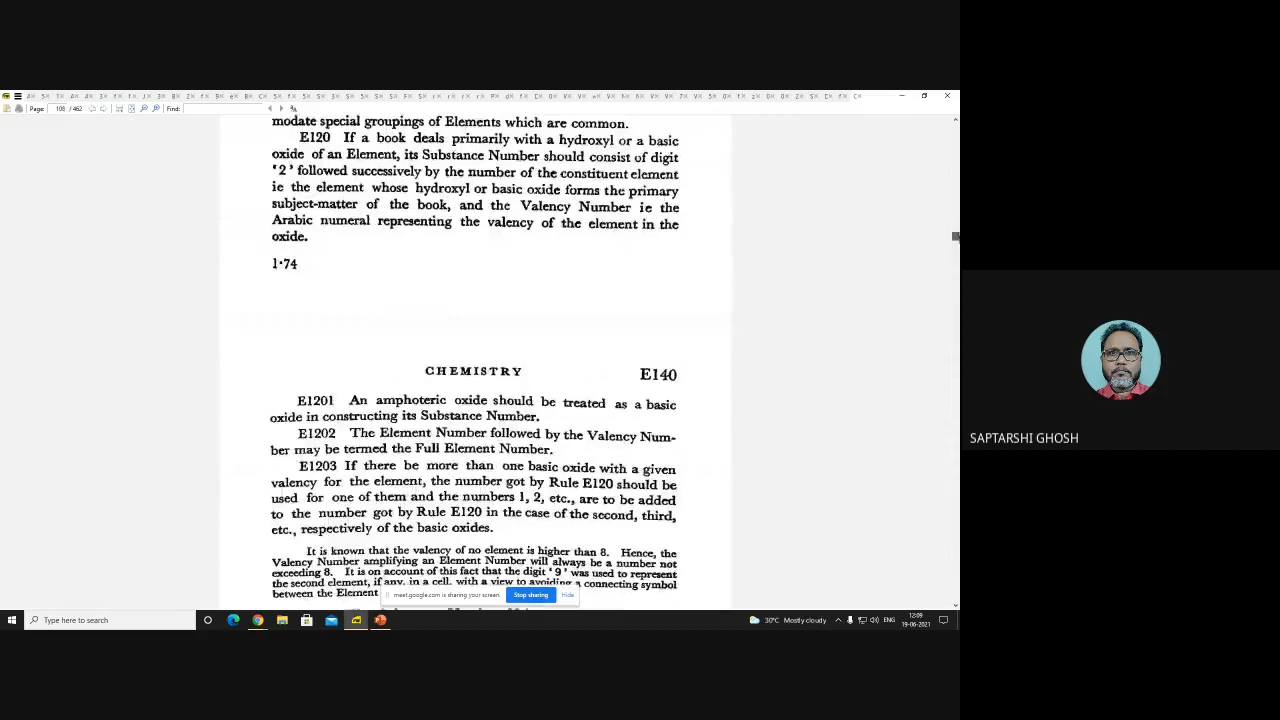 Page: 108 / 462 Find:
modate special groupings of Elements which are common.
E120 If a book deals primarily with a hydroxyl or a basic
oxide of an Element, its Substance Number should consist of digit
‘2’ followed successively by the number of the constituent element
ie the element whose hydroxyl or basic oxide forms the primary
subject-matter of the book, and the Valency Number ie the
Arabic numeral representing the valency of the element in the
oxide.
1·74
CHEMISTRY E140
E1201 An amphoteric oxide should be treated as a basic
oxide in constructing its Substance Number.
E1202 The Element Number followed by the Valency Num-
ber may be termed the Full Element Number.
E1203 If there be more than one basic oxide with a given
valency for the element, the number got by Rule E120 should be
used for one of them and the numbers 1, 2, etc., are to be added
to the number got by Rule E120 in the case of the second, third,
etc., respectively of the basic oxides.
It is known that the valency of no element is higher than 8. Hence, the
Valency Number amplifying an Element Number will always be a number not
exceeding 8. It is on account of this fact that the digit ‘9’ was used to represent
the second element, if any, in a cell, with a view to avoiding a connecting symbol
between the Element
meet.google.com is sharing your screen. Stop sharing Hide
SAPTARSHI GHOSH
Type here to search
30°C Mostly cloudy ENG 12:09
19-06-2021